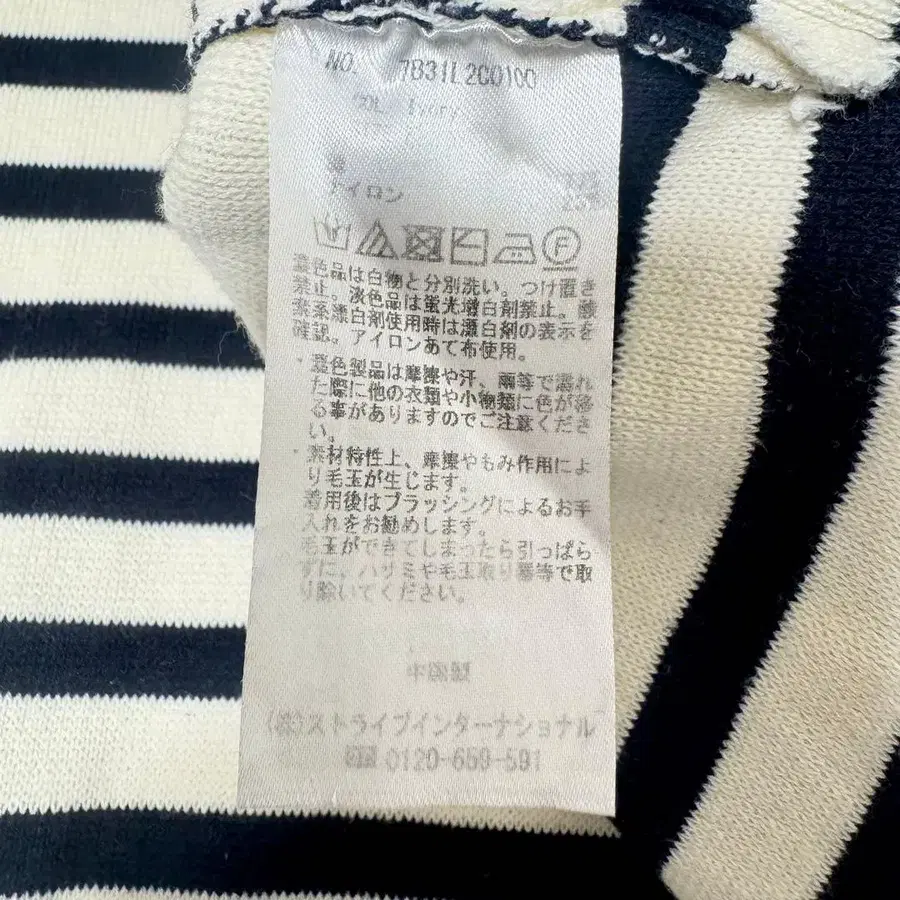 NO. 7B31L2C0100
COL Ivory
綿
ナイロン
濃色品は白物と分別洗い。つけ置き
禁止。淡色品は蛍光増白剤禁止。酸
素系漂白剤使用時は漂白剤の表示を
確認。アイロンあて布使用。
・濃色製品は摩擦や汗、雨等で濡れ
た際に他の衣類や小物類に色が移
る事がありますのでご注意くださ
い。
・素材特性上、摩擦やもみ作用によ
り毛玉が生じます。
着用後はブラッシングによるお手
入れをお勧めします。
毛玉ができてしまったら引っぱら
ずに、ハサミや毛玉取り器等で取
り除いてください。
中国製
(株)ストライプインターナショナル
0120-659-591